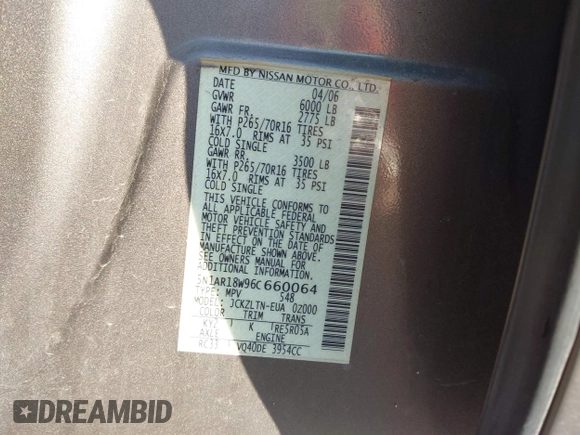 MFD BY NISSAN MOTOR CO., LTD.
DATE 04/06
GVWR 6000 LB
GAWR FR. 2775 LB
WITH P265/70R16 TIRES
16X7.0 RIMS AT 35 PSI
COLD SINGLE
GAWR RR. 3500 LB
WITH P265/70R16 TIRES
16X7.0 RIMS AT 35 PSI
COLD SINGLE
THIS VEHICLE CONFORMS TO
ALL APPLICABLE FEDERAL
MOTOR VEHICLE SAFETY AND
THEFT PREVENTION STANDARDS
IN EFFECT ON THE DATE OF
MANUFACTURE SHOWN ABOVE.
SEE OWNERS MANUAL FOR
ADDITIONAL INFORMATION.
5N1AR18W96C660064
TYPE: MPV 548
MODEL: JCKZLTN-EUA 0Z000
COLOR TRIM TRANS
KY2 K RE5R05A
AXLE ENGINE
RC33 VQ40DE 3954CC
DREAMBID